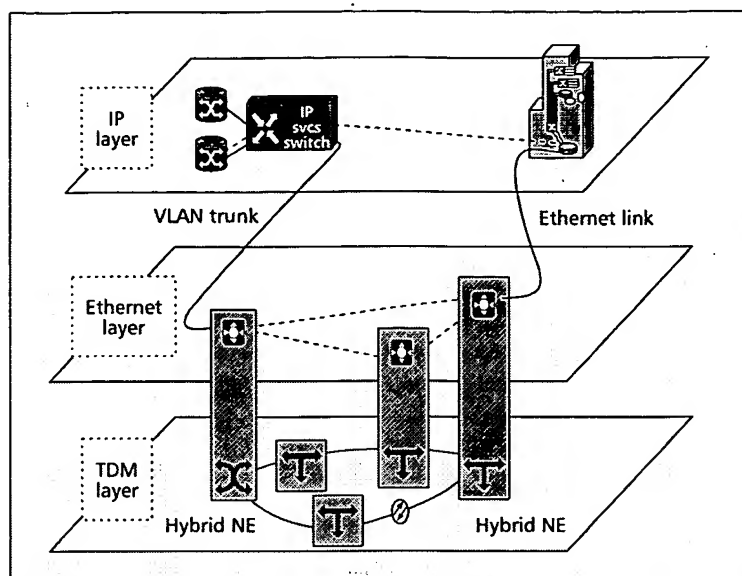 IP
layer
IP
svcs
switch
VLAN trunk
Ethernet link
Ethernet
layer
TDM
layer
Hybrid NE
Hybrid NE